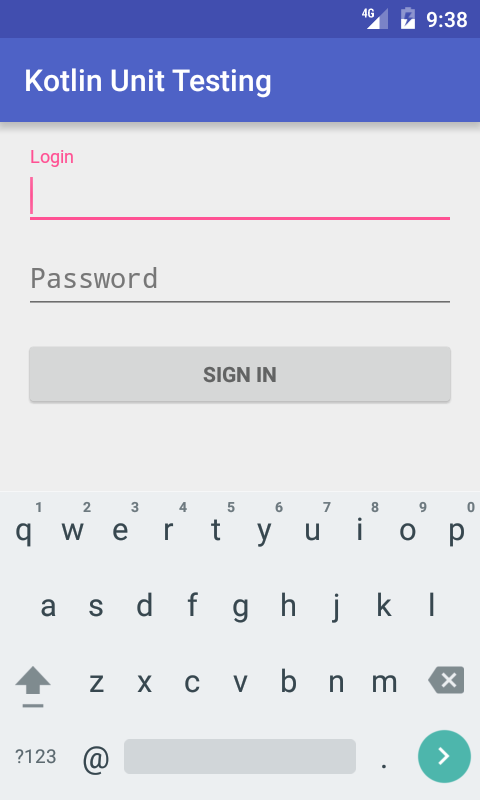 4G 9:38
Kotlin Unit Testing
Login
Password
SIGN IN
1 2 3 4 5 6 7 8 9 0
q w e r t y u i o p
a s d f g h j k l
z x c v b n m
?123 @ .